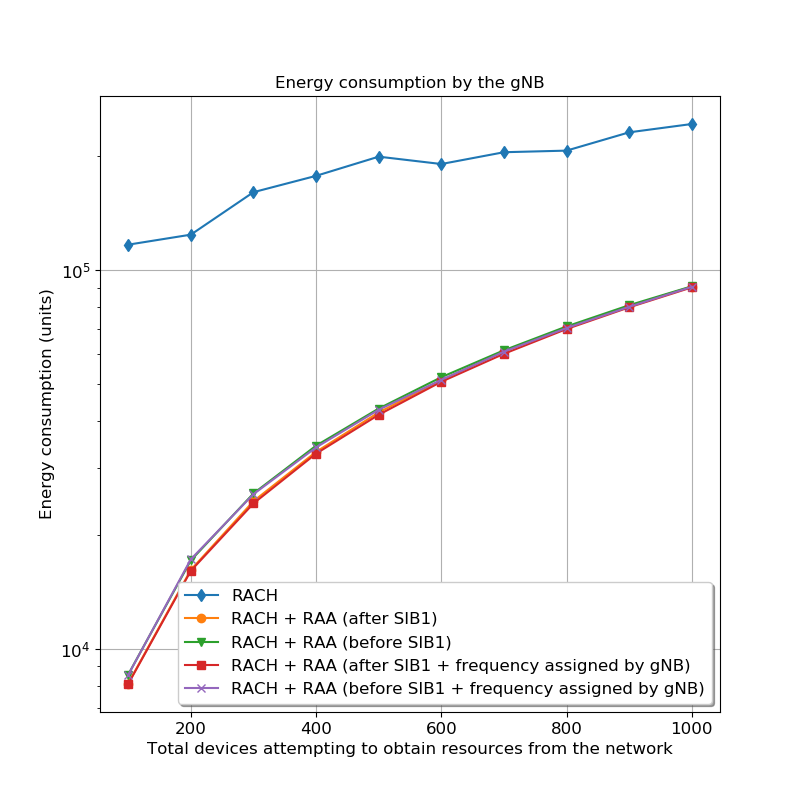 Energy consumption by the gNB
Energy consumption (units)
10^5
10^4
RACH
RACH + RAA (after SIB1)
RACH + RAA (before SIB1)
RACH + RAA (after SIB1 + frequency assigned by gNB)
RACH + RAA (before SIB1 + frequency assigned by gNB)
200 400 600 800 1000
Total devices attempting to obtain resources from the network